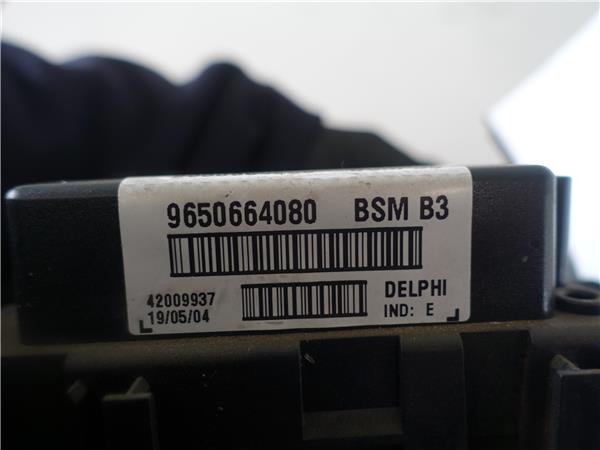 9650664080 BSM B3
42009937 DELPHI
19/05/04 IND: E